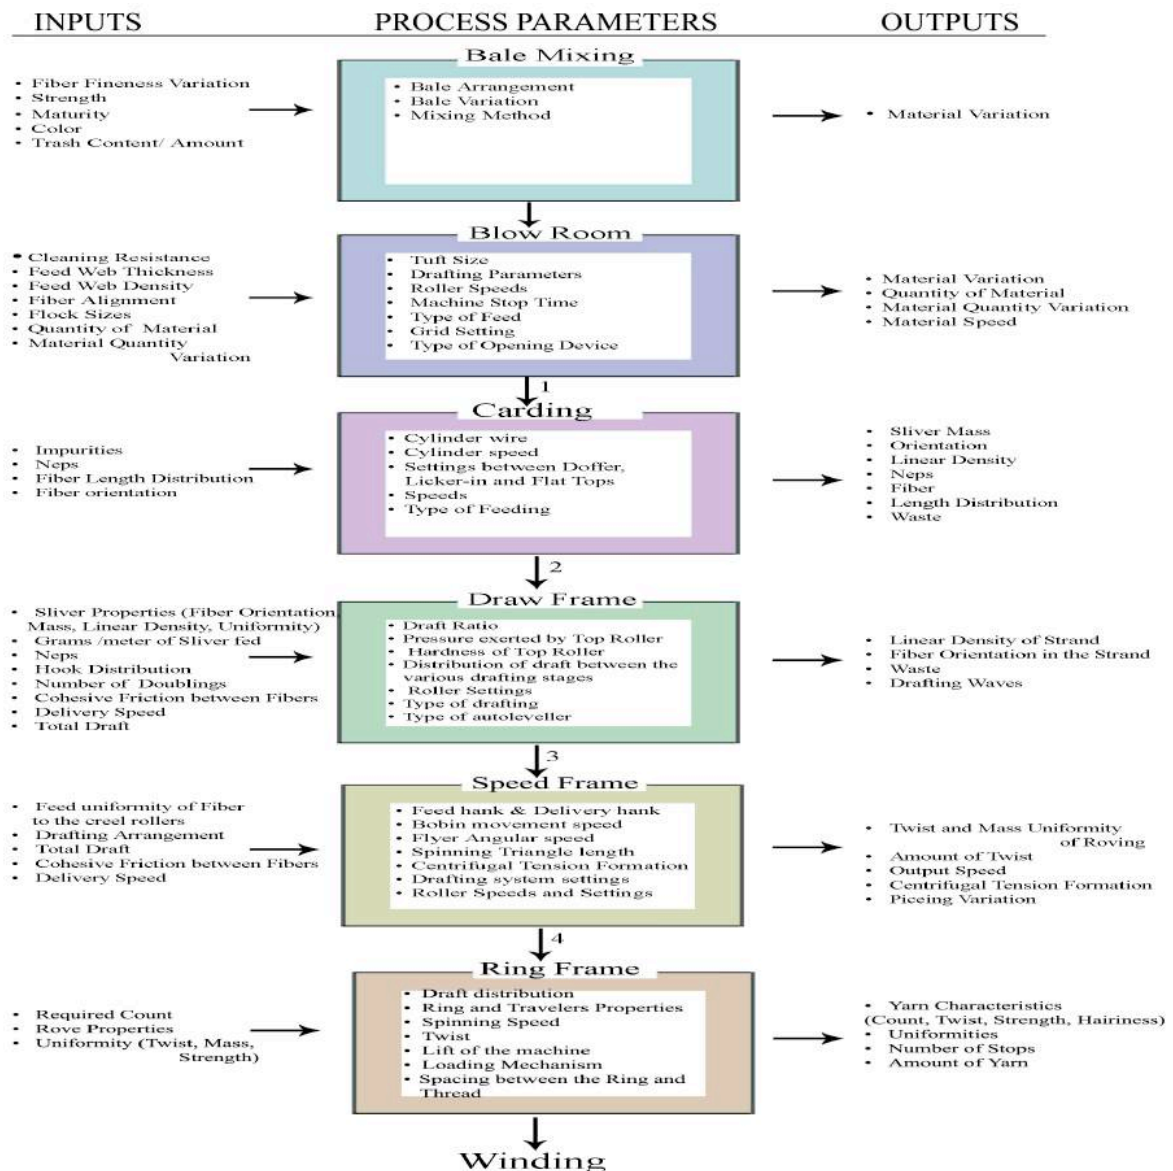 INPUTS
PROCESS PARAMETERS
OUTPUTS
Bale Mixing
• Fiber Fineness Variation
• Strength
• Maturity
• Color
• Trash Content/ Amount
• Bale Arrangement
• Bale Variation
• Mixing Method
• Material Variation
Blow Room
• Cleaning Resistance
• Feed Web Thickness
• Feed Web Density
• Fiber Alignment
• Flock Sizes
• Quantity of Material
• Material Quantity
Variation
• Tuft Size
• Drafting Parameters
• Roller Speeds
• Machine Stop Time
• Type of Feed
• Grid Setting
• Type of Opening Device
• Material Variation
• Quantity of Material
• Material Quantity Variation
• Material Speed
1
Carding
• Impurities
• Neps
• Fiber Length Distribution
• Fiber orientation
• Cylinder wire
• Cylinder speed
• Settings between Doffer,
Licker-in and Flat Tops
• Speeds
• Type of Feeding
• Sliver Mass
• Orientation
• Linear Density
• Neps
• Fiber
• Length Distribution
• Waste
2
Draw Frame
• Sliver Properties (Fiber Orientation,
Mass, Linear Density, Uniformity)
• Grams /meter of Sliver fed
• Neps
• Hook Distribution
• Number of Doublings
• Cohesive Friction between Fibers
• Delivery Speed
• Total Draft
• Draft Ratio
• Pressure exerted by Top Roller
• Hardness of Top Roller
• Distribution of draft between the
various drafting stages
• Roller Settings
• Type of drafting
• Type of autoleveller
• Linear Density of Strand
• Fiber Orientation in the Strand
• Waste
• Drafting Waves
3
Speed Frame
• Feed uniformity of Fiber
to the creel rollers
• Drafting Arrangement
• Total Draft
• Cohesive Friction between Fibers
• Delivery Speed
• Feed hank & Delivery hank
• Bobin movement speed
• Flyer Angular speed
• Spinning Triangle length
• Centrifugal Tension Formation
• Drafting system settings
• Roller Speeds and Settings
• Twist and Mass Uniformity
of Roving
• Amount of Twist
• Output Speed
• Centrifugal Tension Formation
• Piceing Variation
4
Ring Frame
• Required Count
• Rove Properties
• Uniformity (Twist, Mass,
Strength)
• Draft distribution
• Ring and Travelers Properties
• Spinning Speed
• Twist
• Lift of the machine
• Loading Mechanism
• Spacing between the Ring and
Thread
• Yarn Characteristics
(Count, Twist, Strength, Hairiness)
• Uniformities
• Number of Stops
• Amount of Yarn
Winding